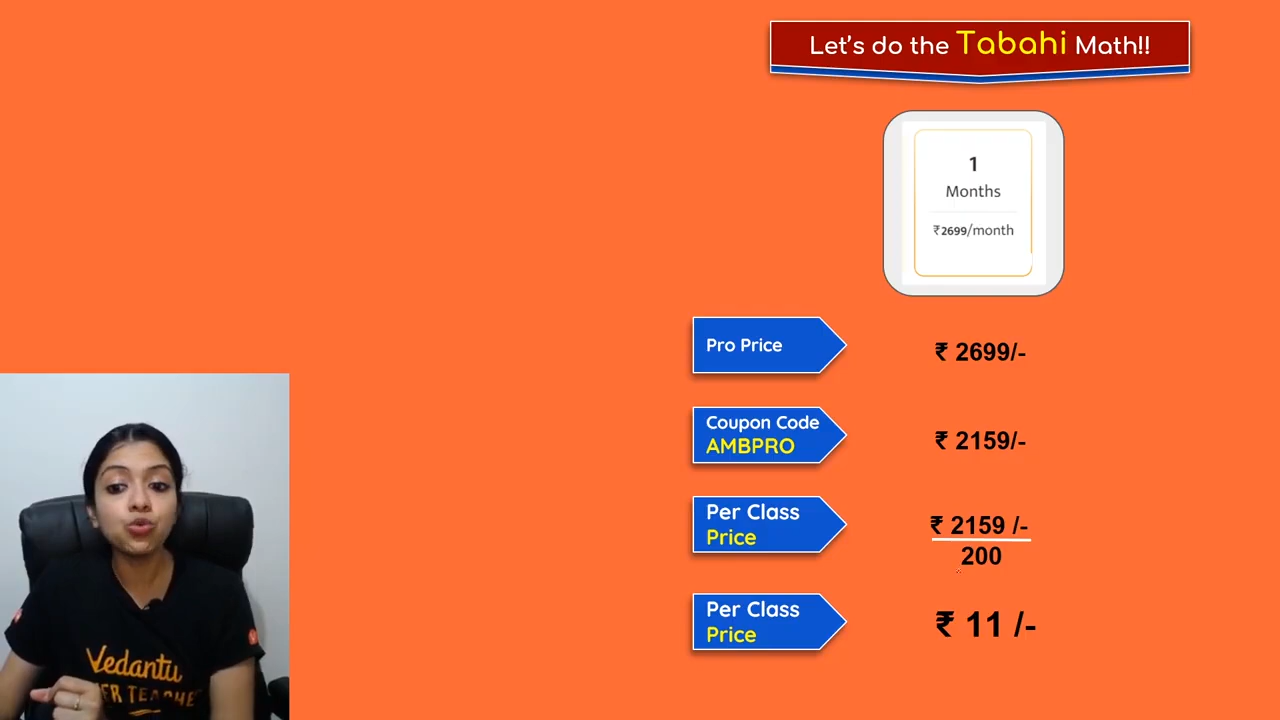 Let's do the Tabahi Math!!
1
Months
₹2699/month
Pro Price
₹ 2699/-
Coupon Code
AMBPRO
₹ 2159/-
Per Class
Price
₹ 2159 /-
200
Per Class
Price
₹ 11 /-
Vedantu